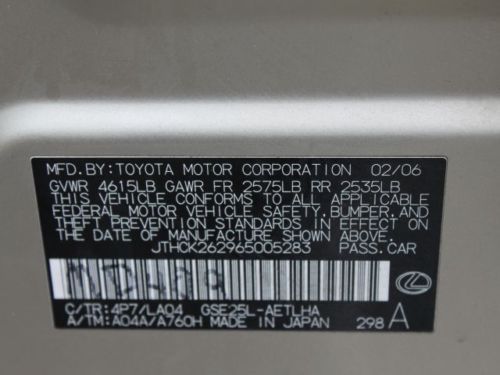 MFD.BY:TOYOTA MOTOR CORPORATION 02/06
GVWR 4615LB GAWR FR 2575LB RR 2535LB
THIS VEHICLE CONFORMS TO ALL APPLICABLE
FEDERAL MOTOR VEHICLE SAFETY, BUMPER, AND
THEFT PREVENTION STANDARDS IN EFFECT ON
THE DATE OF MANUFACTURE SHOWN ABOVE.
JTHCK262965005283 PASS.CAR
C/TR:4P7/LA04 GSE25L-AETLHA
A/TM:A04A/A760H MADE IN JAPAN 298 A